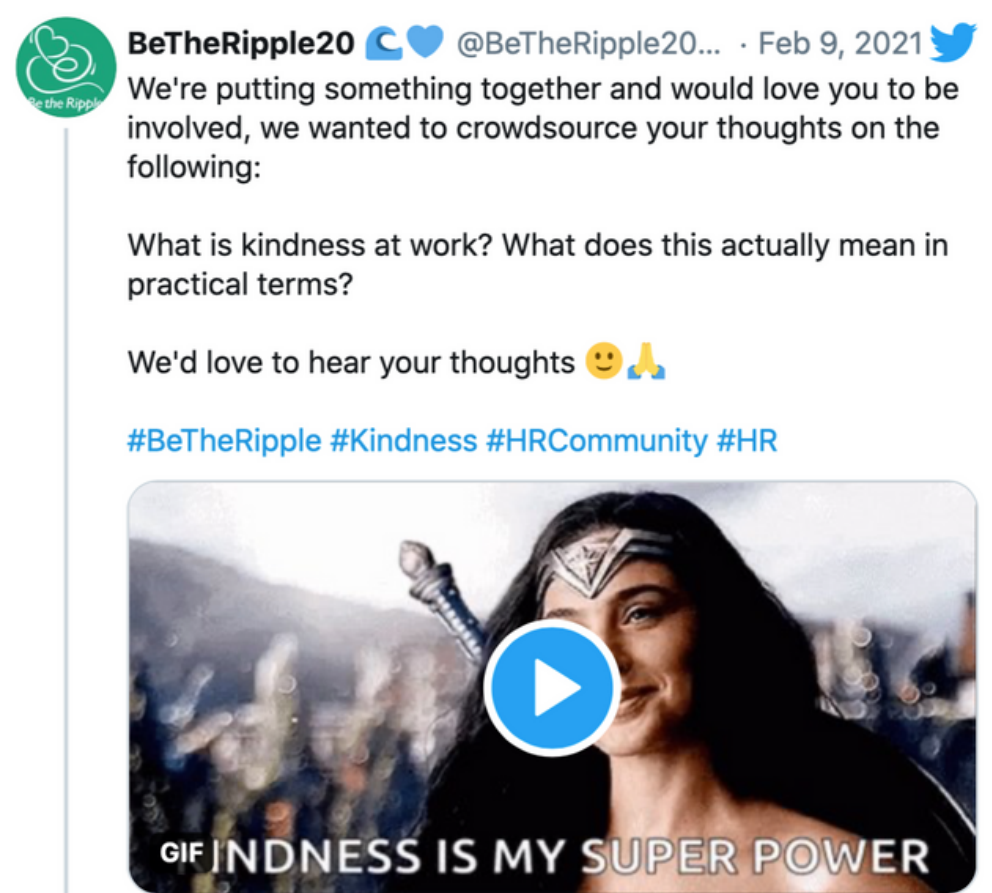 Be the Ripple
BeTheRipple20 🌊💙 @BeTheRipple20... · Feb 9, 2021
We're putting something together and would love you to be
involved, we wanted to crowdsource your thoughts on the
following:
What is kindness at work? What does this actually mean in
practical terms?
We'd love to hear your thoughts 🙂🙏
#BeTheRipple #Kindness #HRCommunity #HR
GIF INDNESS IS MY SUPER POWER